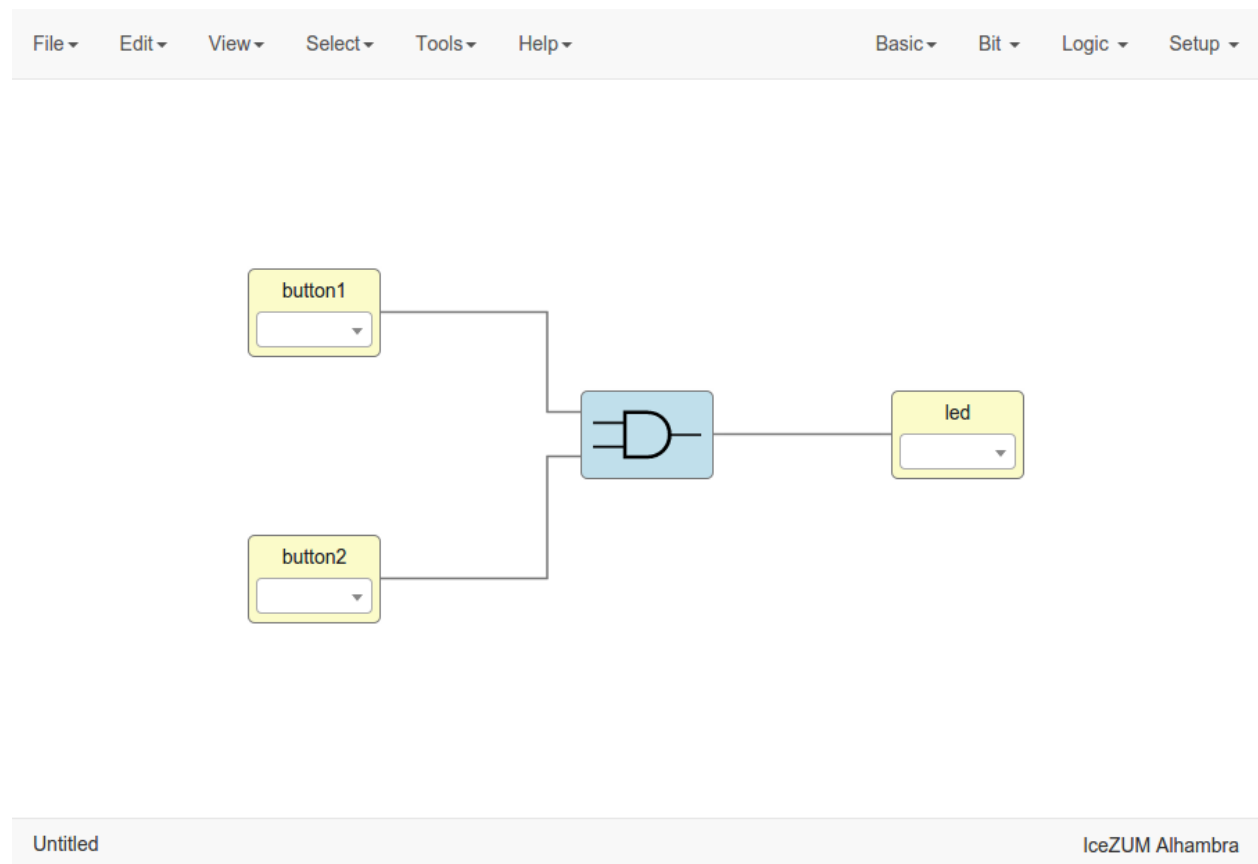 File Edit View Select Tools Help Basic Bit Logic Setup
button1
led
button2
Untitled IceZUM Alhambra